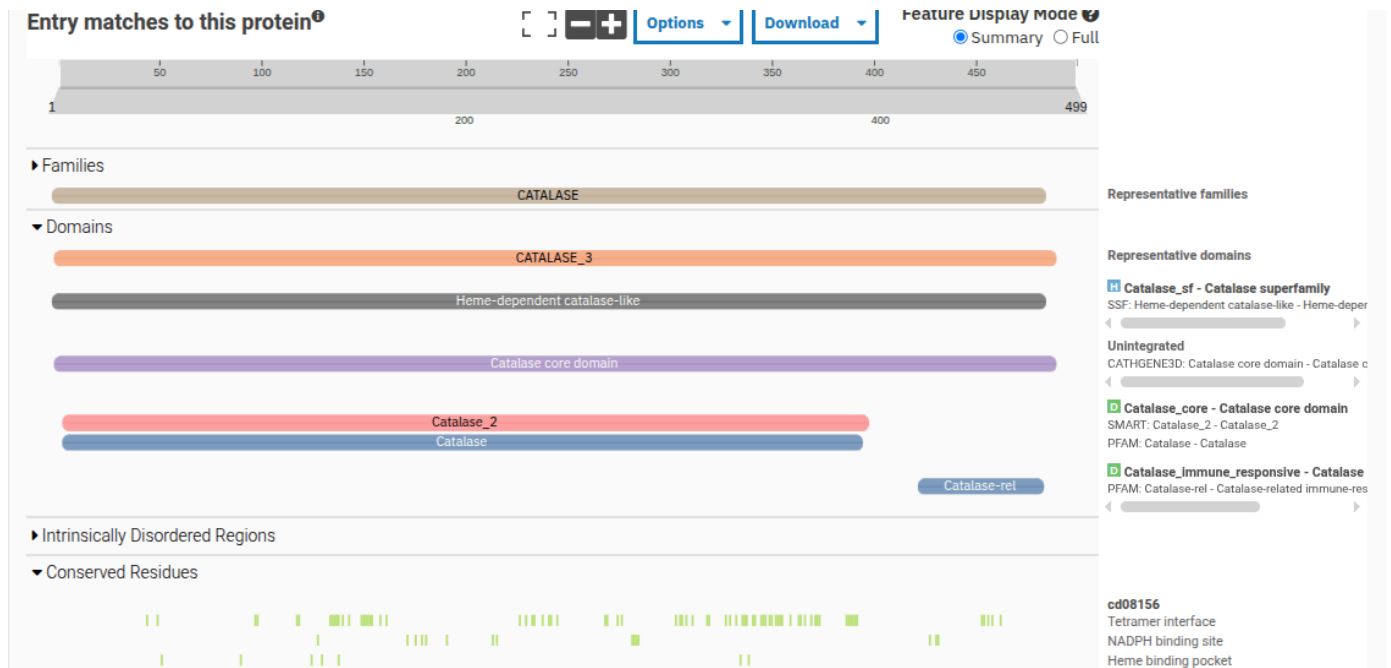 Entry matches to this protein
Options
Download
Feature Display Mode
Summary Full
50 100 150 200 250 300 350 400 450
1 499
200 400
Families
CATALASE
Representative families
Domains
CATALASE_3
Representative domains
Heme-dependent catalase-like
H Catalase_sf - Catalase superfamily
SSF: Heme-dependent catalase-like - Heme-deper
Unintegrated
Catalase core domain
CATHGENE3D: Catalase core domain - Catalase c
Catalase_2
D Catalase_core - Catalase core domain
SMART: Catalase_2 - Catalase_2
Catalase
PFAM: Catalase - Catalase
D Catalase_immune_responsive - Catalase
Catalase-rel
PFAM: Catalase-rel - Catalase-related immune-res
Intrinsically Disordered Regions
Conserved Residues
cd08156
Tetramer interface
NADPH binding site
Heme binding pocket